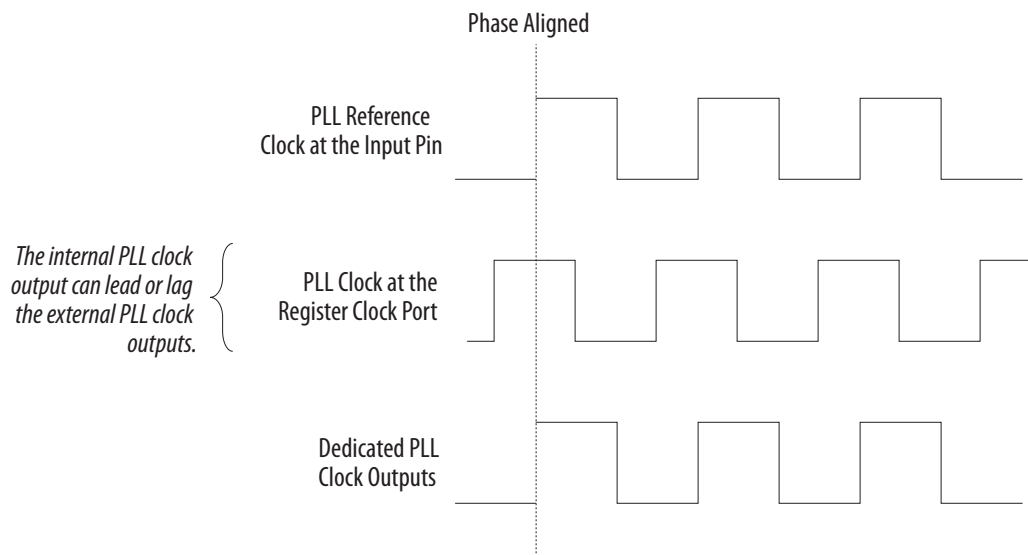 Phase Aligned
PLL Reference
Clock at the Input Pin
The internal PLL clock
output can lead or lag
the external PLL clock
outputs.
PLL Clock at the
Register Clock Port
Dedicated PLL
Clock Outputs